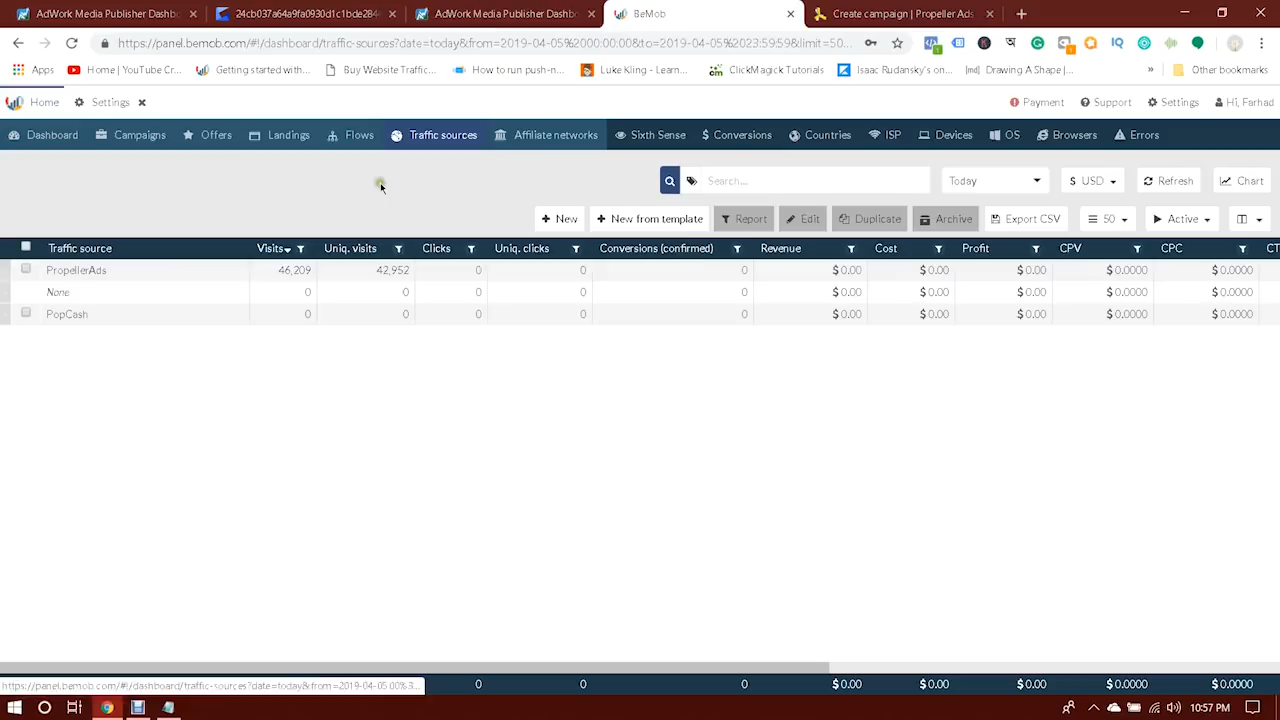 AdWork Media Publisher Dashbo
24cb037a64a9fa0930d1c1bde284
AdWork Media Publisher Dashbo
BeMob
Create campaign | Propeller Ads
https://panel.bemob.com/#!/dashboard/traffic-sources?date=today&from=2019-04-05%2000:00:00&to=2019-04-05%2023:59:59&limit=50...
Apps
Home | YouTube Cr...
Getting started with...
Buy Website Traffic...
How to run push-n...
Luke Kling - Learn...
ClickMagick Tutorials
Isaac Rudansky's on...
Drawing A Shape |...
»
Other bookmarks
Home
Settings
Payment
Support
Settings
Hi, Farhad
Dashboard
Campaigns
Offers
Landings
Flows
Traffic sources
Affiliate networks
Sixth Sense
$ Conversions
Countries
ISP
Devices
OS
Browsers
Errors
Search...
Today
$ USD
Refresh
Chart
+ New
+ New from template
Report
Edit
Duplicate
Archive
Export CSV
50
Active
Traffic source Visits Uniq. visits Clicks Uniq. clicks Conversions (confirmed) Revenue Cost Profit CPV CPC CT
PropellerAds 46,209 42,952 0 0 0 $ 0.00 $ 0.00 $ 0.00 $ 0.0000 $ 0.0000
None 0 0 0 0 0 $ 0.00 $ 0.00 $ 0.00 $ 0.0000 $ 0.0000
PopCash 0 0 0 0 0 $ 0.00 $ 0.00 $ 0.00 $ 0.0000 $ 0.0000
https://panel.bemob.com/#!/dashboard/traffic-sources?date=today&from=2019-04-05%2000%3...
0 0 0 $ 0.00 $ 0.00 $ 0.00 $ 0.0000 $ 0.0000
10:57 PM